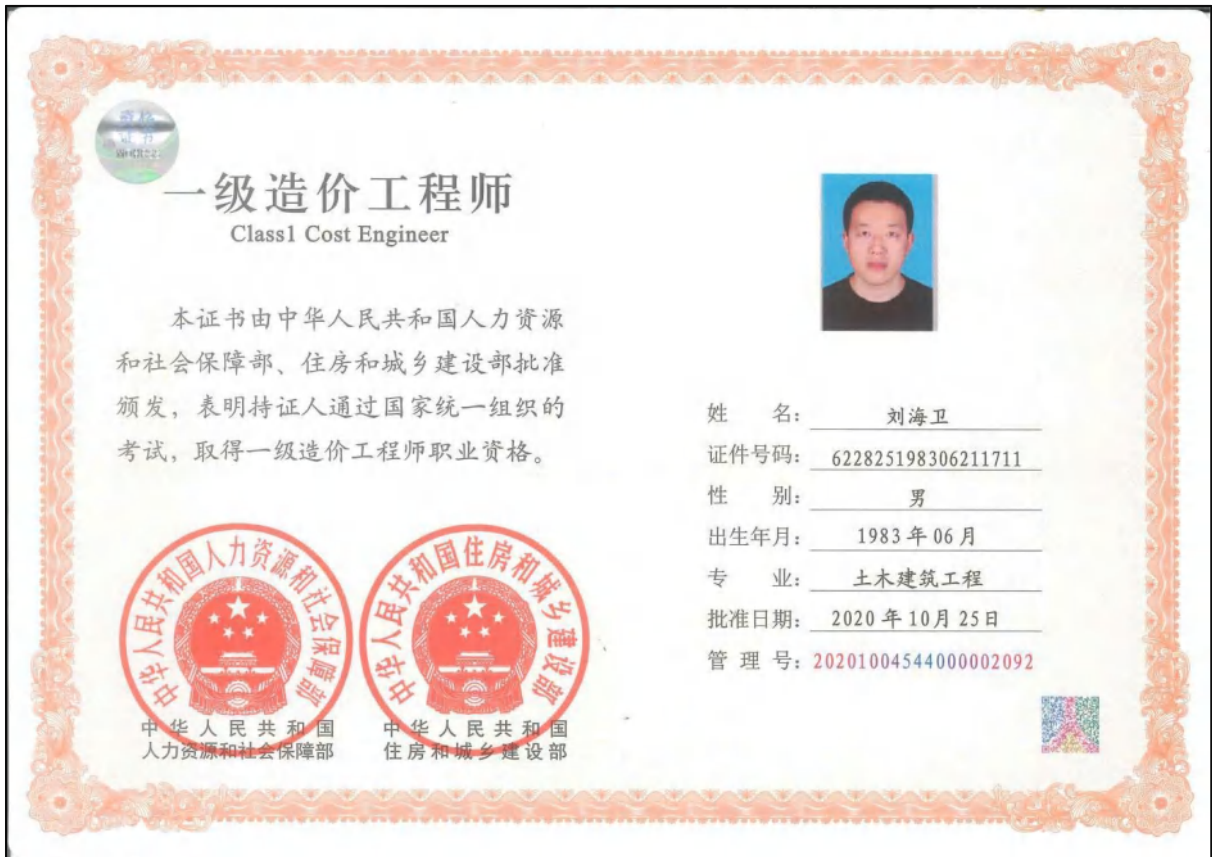 资格
证书
一级造价工程师
Class1 Cost Engineer
本证书由中华人民共和国人力资源
和社会保障部、住房和城乡建设部批准
颁发，表明持证人通过国家统一组织的
考试，取得一级造价工程师职业资格。
姓 名： 刘海卫
证件号码： 622825198306211711
性 别： 男
出生年月： 1983 年 06 月
专 业： 土木建筑工程
批准日期： 2020 年 10 月 25 日
管 理 号： 20201004544000002092
中华人民共和国人力资源和社会保障部
中华人民共和国住房和城乡建设部
中华人民共和国
人力资源和社会保障部
中华人民共和国
住房和城乡建设部